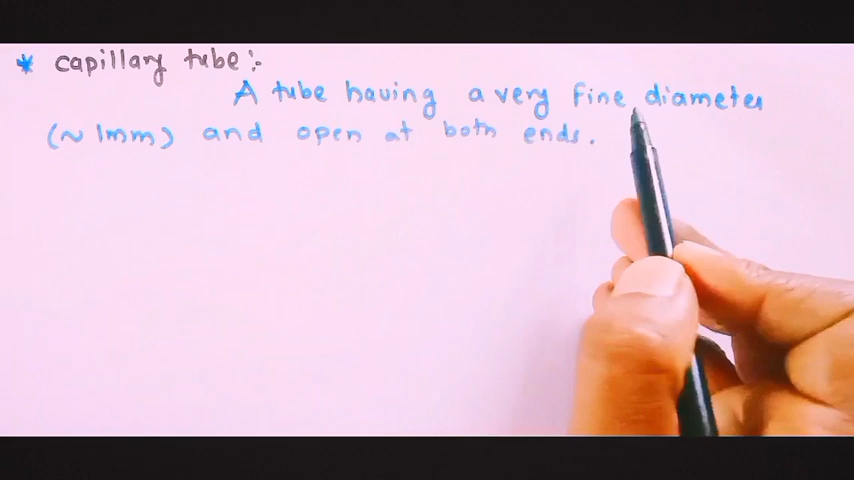 * capillary tube:-
A tube having a very fine diameter
(~1mm) and open at both ends.